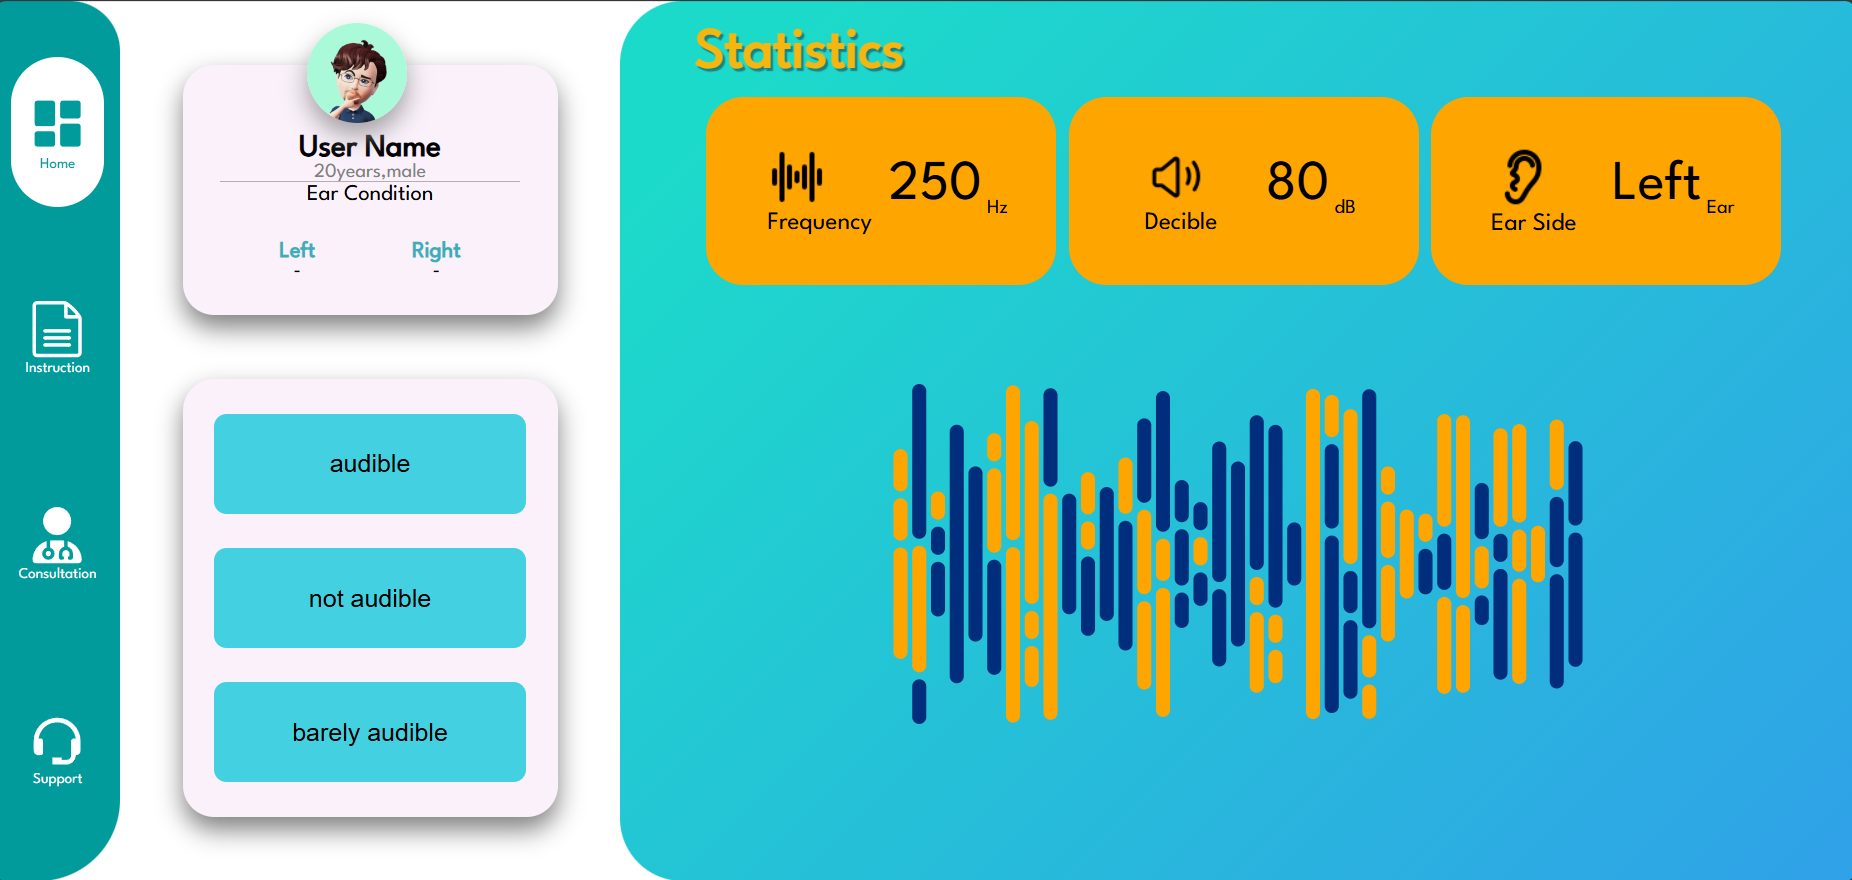 Home
Instruction
Consultation
Support
User Name
20years,male
Ear Condition
Left Right
- -
audible
not audible
barely audible
Statistics
250 Hz
Frequency
80 dB
Decible
Left Ear
Ear Side